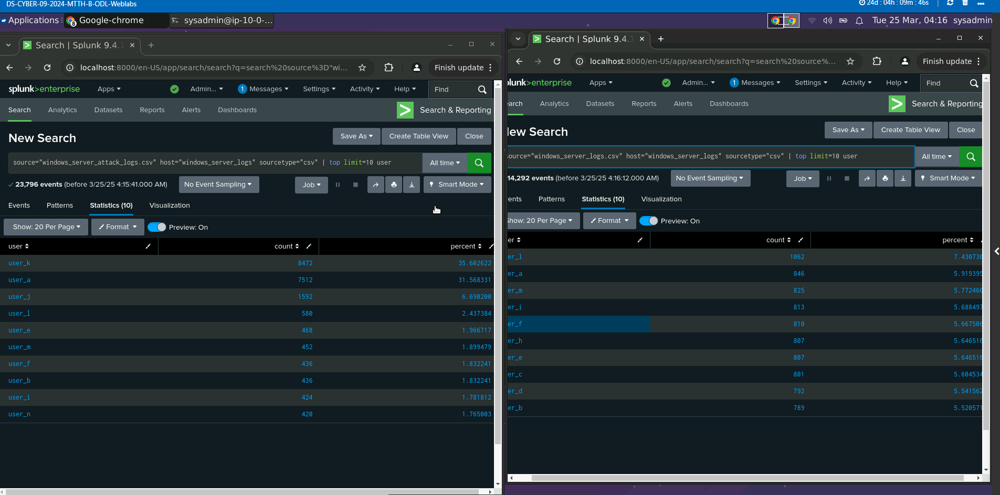 DS-CYBER-09-2024-MTTH-B-ODL-Weblabs
24d : 04h : 09m : 46s
Applications
Google-chrome
8
sysadmin@ip-10-0-...
Tue 25 Mar, 04:16 sysadmin
Search | Splunk 9.4.1
localhost:8000/en-US/app/search/search?q=search%20source%3D"wi...
Finish update
splunk>enterprise
Apps
Admin...
1 Messages
Settings
Activity
Help
Find
Search
Analytics
Datasets
Reports
Alerts
Dashboards
Search & Reporting
New Search
Save As
Create Table View
Close
source="windows_server_attack_logs.csv" host="windows_server_logs" sourcetype="csv" | top limit=10 user
All time
23,796 events (before 3/25/25 4:15:41.000 AM)
No Event Sampling
Job
Smart Mode
Events
Patterns
Statistics (10)
Visualization
Show: 20 Per Page
Format
Preview: On
user count percent
user_k 8472 35.602622
user_a 7512 31.568331
user_j 1592 6.690200
user_l 580 2.437384
user_e 468 1.966717
user_m 452 1.899479
user_f 436 1.832241
user_b 436 1.832241
user_i 424 1.781812
user_n 420 1.765003
Search | Splunk 9.4.1
localhost:8000/en-US/app/search/search?q=search%20source%...
Finish update
plunk>enterprise
Apps
Admin...
1 Messages
Settings
Activity
Help
Find
earch
Analytics
Datasets
Reports
Alerts
Dashboards
Search & Reporting
New Search
Save As
Create Table View
Close
source="windows_server_logs.csv" host="windows_server_logs" sourcetype="csv" | top limit=10 user
All time
14,292 events (before 3/25/25 4:16:12.000 AM)
No Event Sampling
Job
Smart Mode
ents
Patterns
Statistics (10)
Visualization
Show: 20 Per Page
Format
Preview: On
er count percent
er_l 1062 7.430730
er_a 846 5.919395
er_m 825 5.772460
er_i 813 5.688497
er_f 810 5.667506
er_h 807 5.646516
er_e 807 5.646516
er_c 801 5.604534
er_d 792 5.541562
er_b 789 5.520571